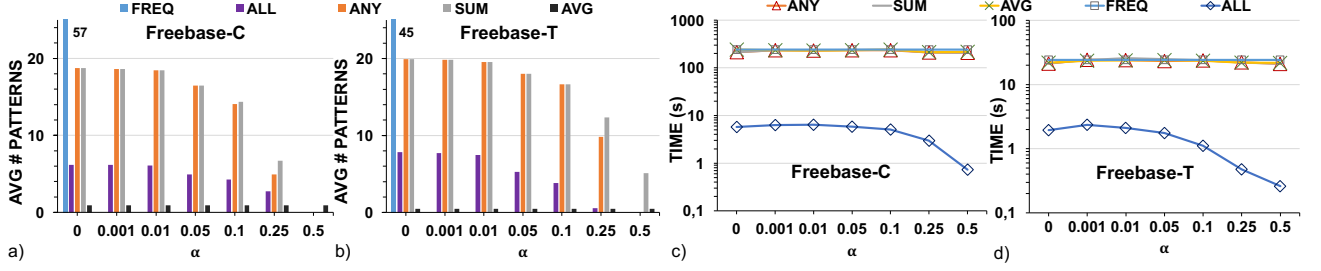 FREQ ALL ANY SUM AVG
57 Freebase-C
AVG # PATTERNS
20
10
0
0 0.001 0.01 0.05 0.1 0.25 0.5
α
a)
45 Freebase-T
AVG # PATTERNS
20
10
0
0 0.001 0.01 0.05 0.1 0.25 0.5
α
b)
ANY SUM AVG FREQ ALL
TIME (s)
1000
100
10
1
0,1
Freebase-C
0 0.001 0.01 0.05 0.1 0.25 0.5
α
c)
TIME (s)
100
10
1
0,1
Freebase-T
0 0.001 0.01 0.05 0.1 0.25 0.5
α
d)